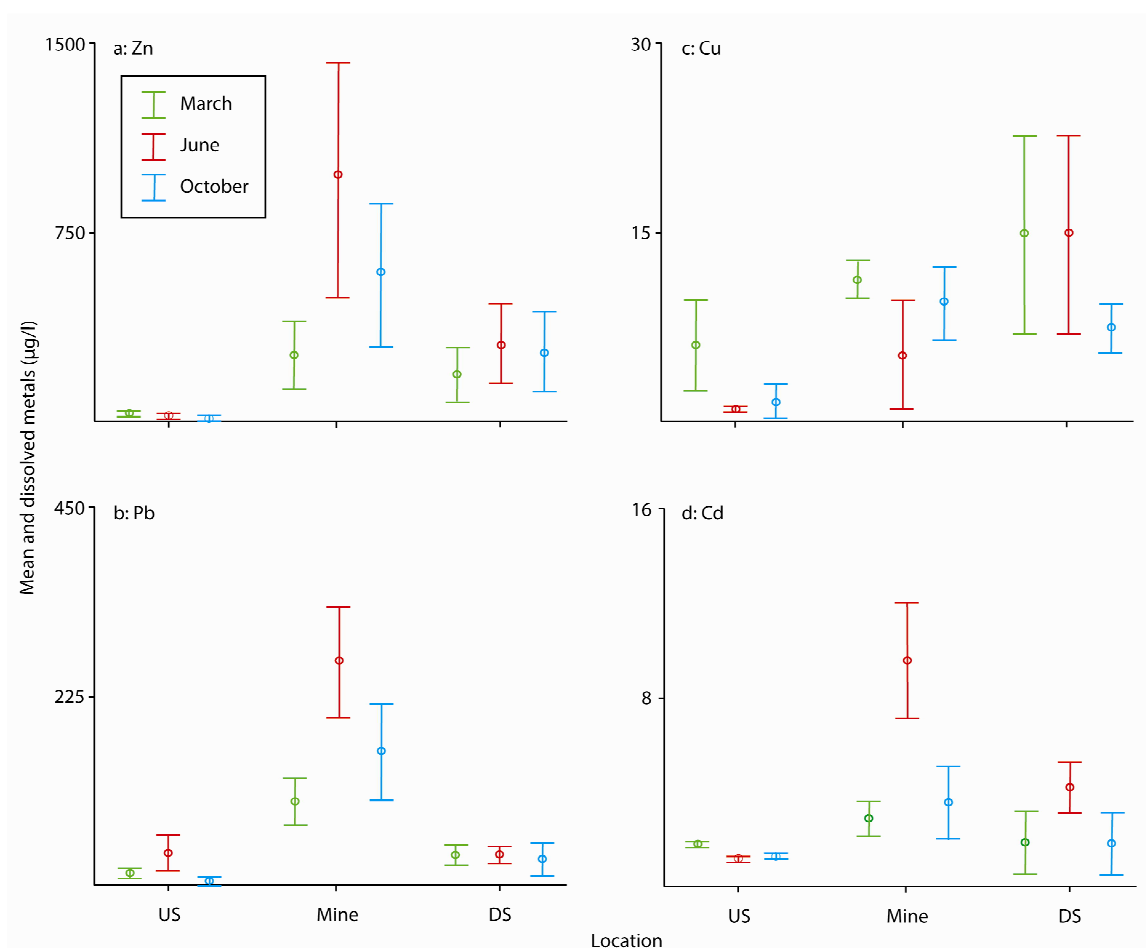 Mean and dissolved metals (µg/l)
a: Zn
1500
750
March
June
October
c: Cu
30
15
b: Pb
450
225
US
Mine
DS
d: Cd
16
8
US
Mine
DS
Location